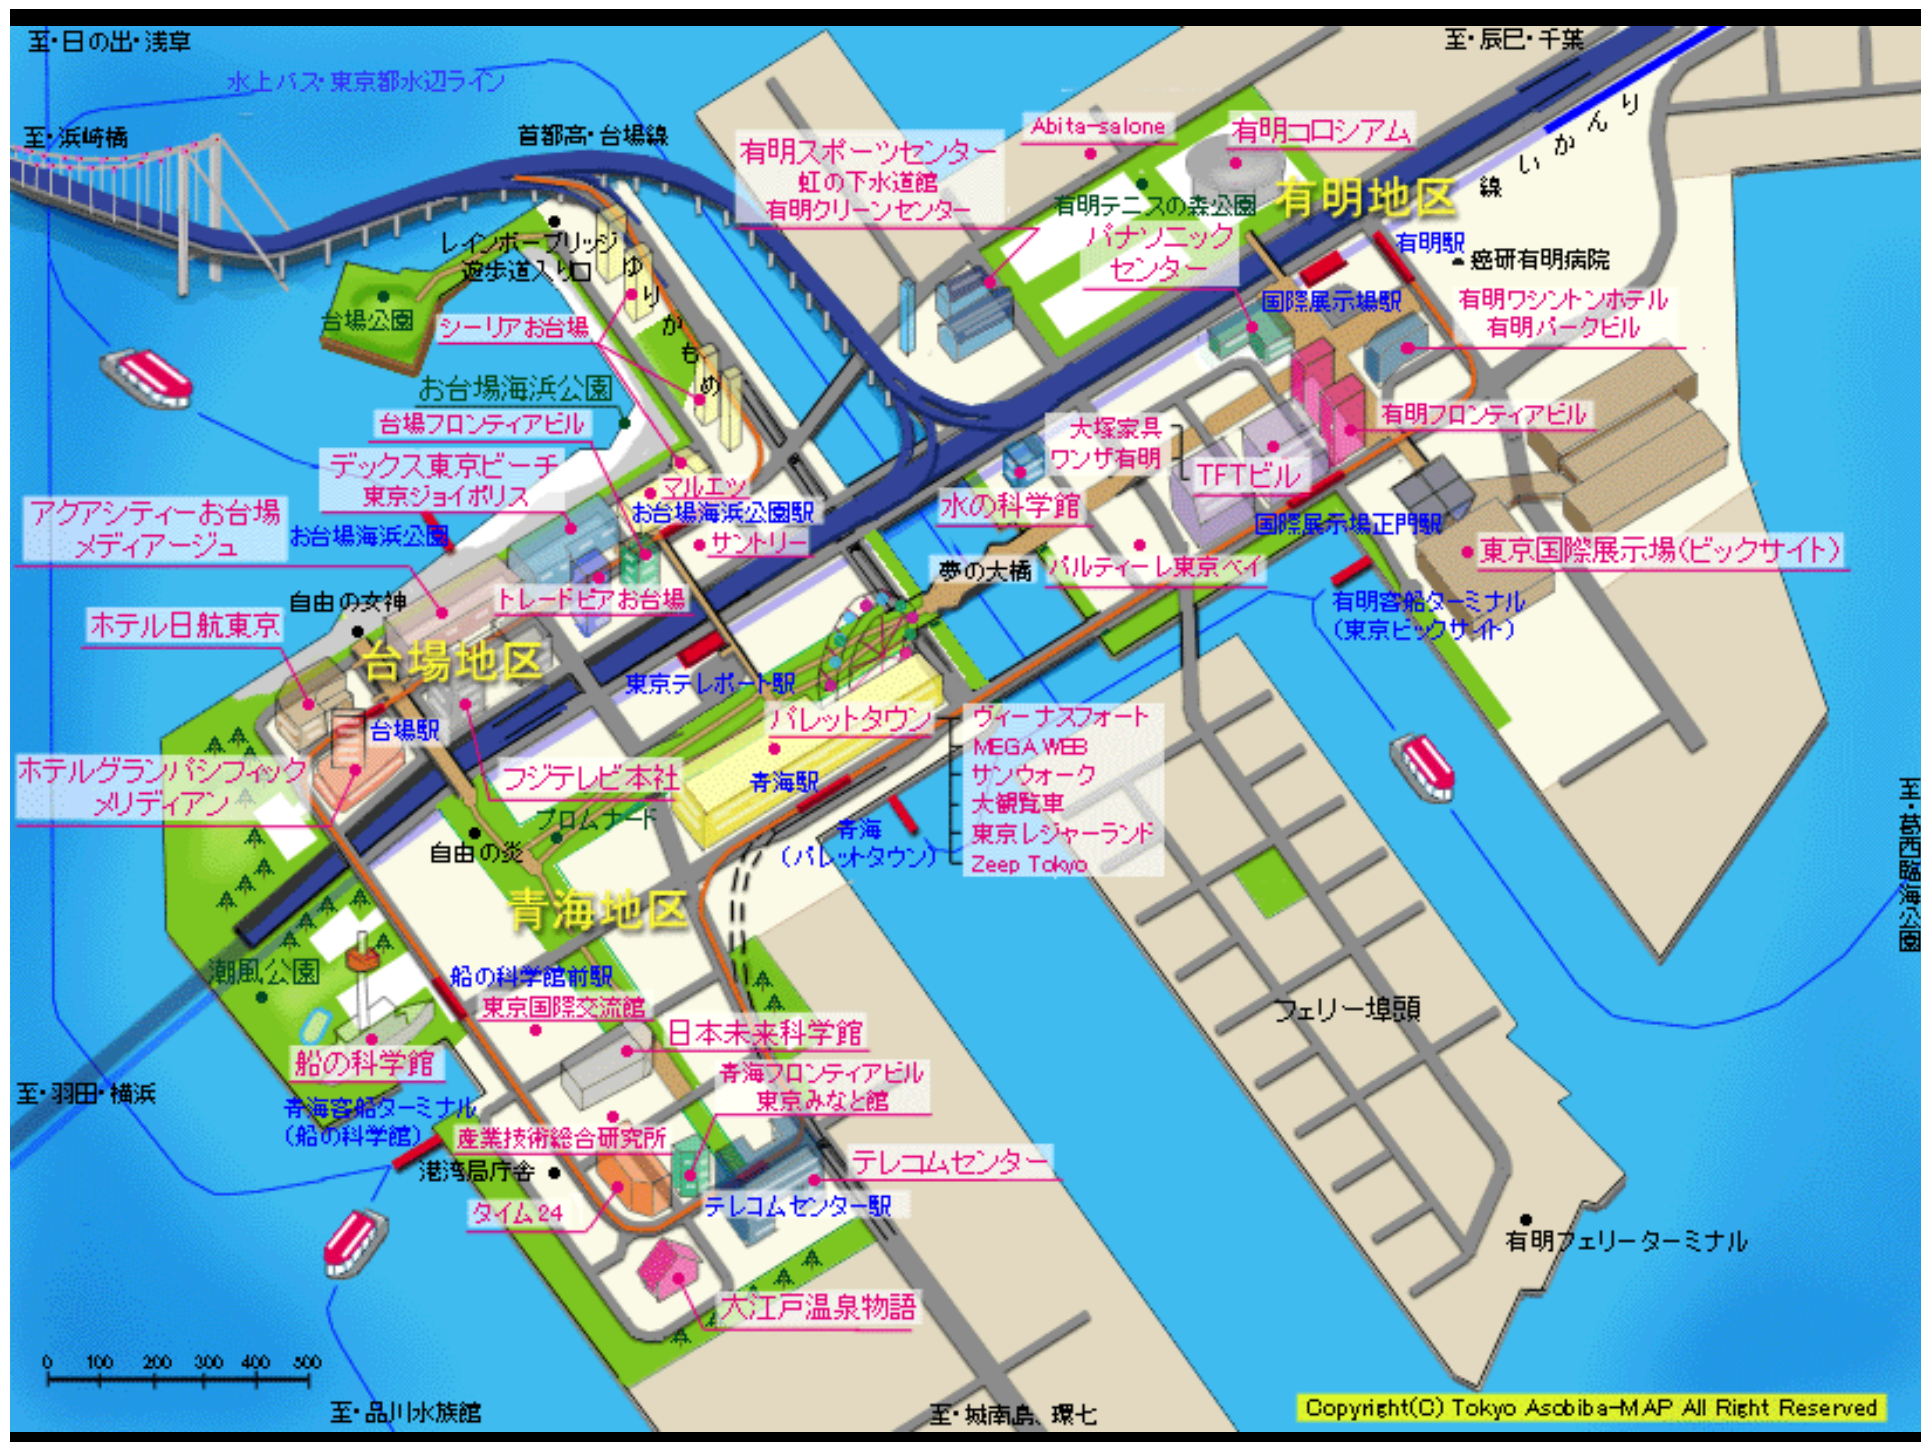 至・日の出・浅草
水上バス・東京都水辺ライン
至・浜崎橋
首都高・台場線
至・辰巳・千葉
りんかい線
Abita-salone
有明コロシアム
有明スポーツセンター
虹の下水道館
有明クリーンセンター
有明テニスの森公園
有明地区
パナソニック
センター
有明駅
癌研有明病院
国際展示場駅
有明ワシントンホテル
有明パークビル
レインボーブリッジ
遊歩道入り口
ゆりかもめ
台場公園
シーリアお台場
お台場海浜公園
台場フロンティアビル
デックス東京ビーチ
東京ジョイポリス
マルエツ
お台場海浜公園駅
サントリー
アクアシティーお台場
メディアージュ
お台場海浜公園
トレードピアお台場
自由の女神
ホテル日航東京
台場地区
台場駅
大塚家具
ワンザ有明
TFTビル
有明フロンティアビル
水の科学館
国際展示場正門駅
東京国際展示場(ビックサイト)
夢の大橋
パルティーレ東京ベイ
有明客船ターミナル
(東京ビックサイト)
東京テレポート駅
パレットタウン
ヴィーナスフォート
MEGA WEB
サンウォーク
大観覧車
東京レジャーランド
Zeep Tokyo
青海駅
青海
(パレットタウン)
ホテルグランパシフィック
メリディアン
フジテレビ本社
プロムナード
自由の炎
青海地区
至・葛西臨海公園
潮風公園
船の科学館前駅
東京国際交流館
日本未来科学館
船の科学館
青海フロンティアビル
東京みなと館
フェリー埠頭
至・羽田・横浜
青海客船ターミナル
(船の科学館)
産業技術総合研究所
港湾局庁舎
テレコムセンター
テレコムセンター駅
タイム24
有明フェリーターミナル
大江戸温泉物語
0 100 200 300 400 500
至・品川水族館
至・城南島、環七
Copyright(C) Tokyo Asobiba-MAP All Right Reserved